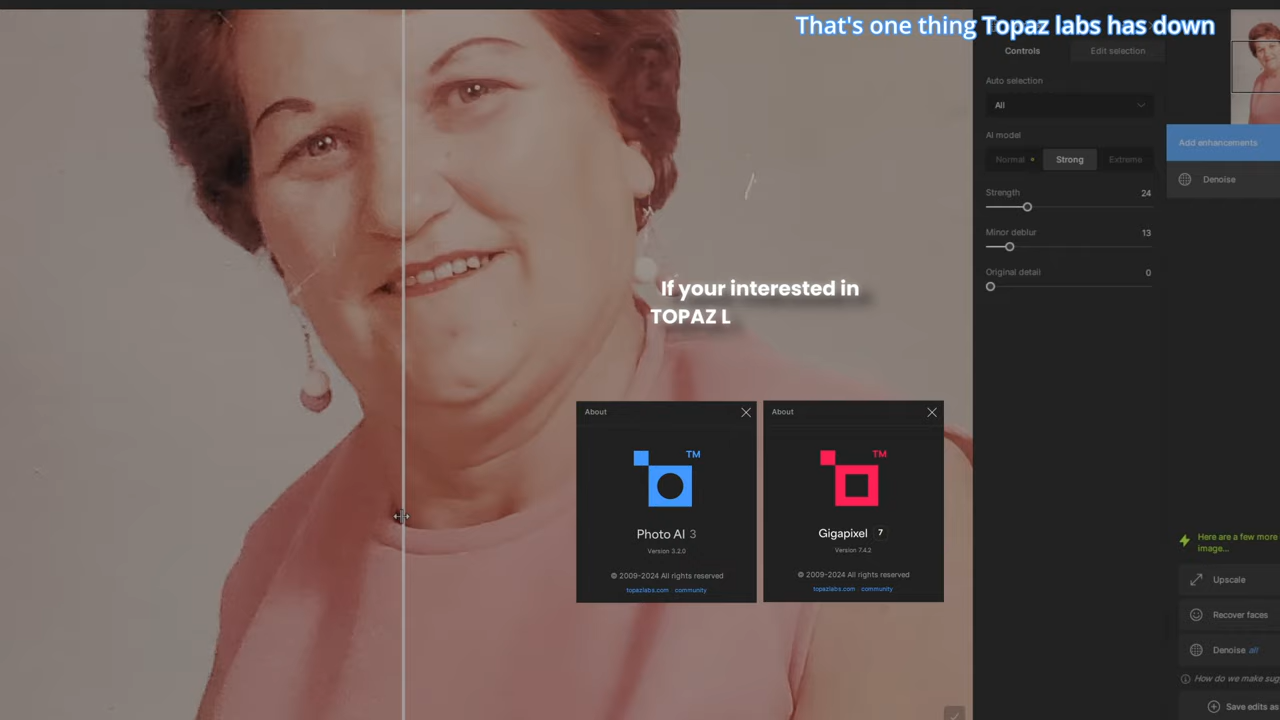 That's one thing Topaz labs has down
Controls
Edit selection
Auto selection
All
AI model
Normal
Strong
Extreme
Strength
24
Minor deblur
13
Original detail
0
Add enhancements
Denoise
If your interested in
TOPAZ L
About
TM
Photo AI 3
Version 3.2.0
© 2009-2024 All rights reserved
topazlabs.com · community
About
TM
Gigapixel 7
Version 7.4.2
© 2009-2024 All rights reserved
topazlabs.com · community
Here are a few more
image...
Upscale
Recover faces
Denoise all
How do we make sug
Save edits as